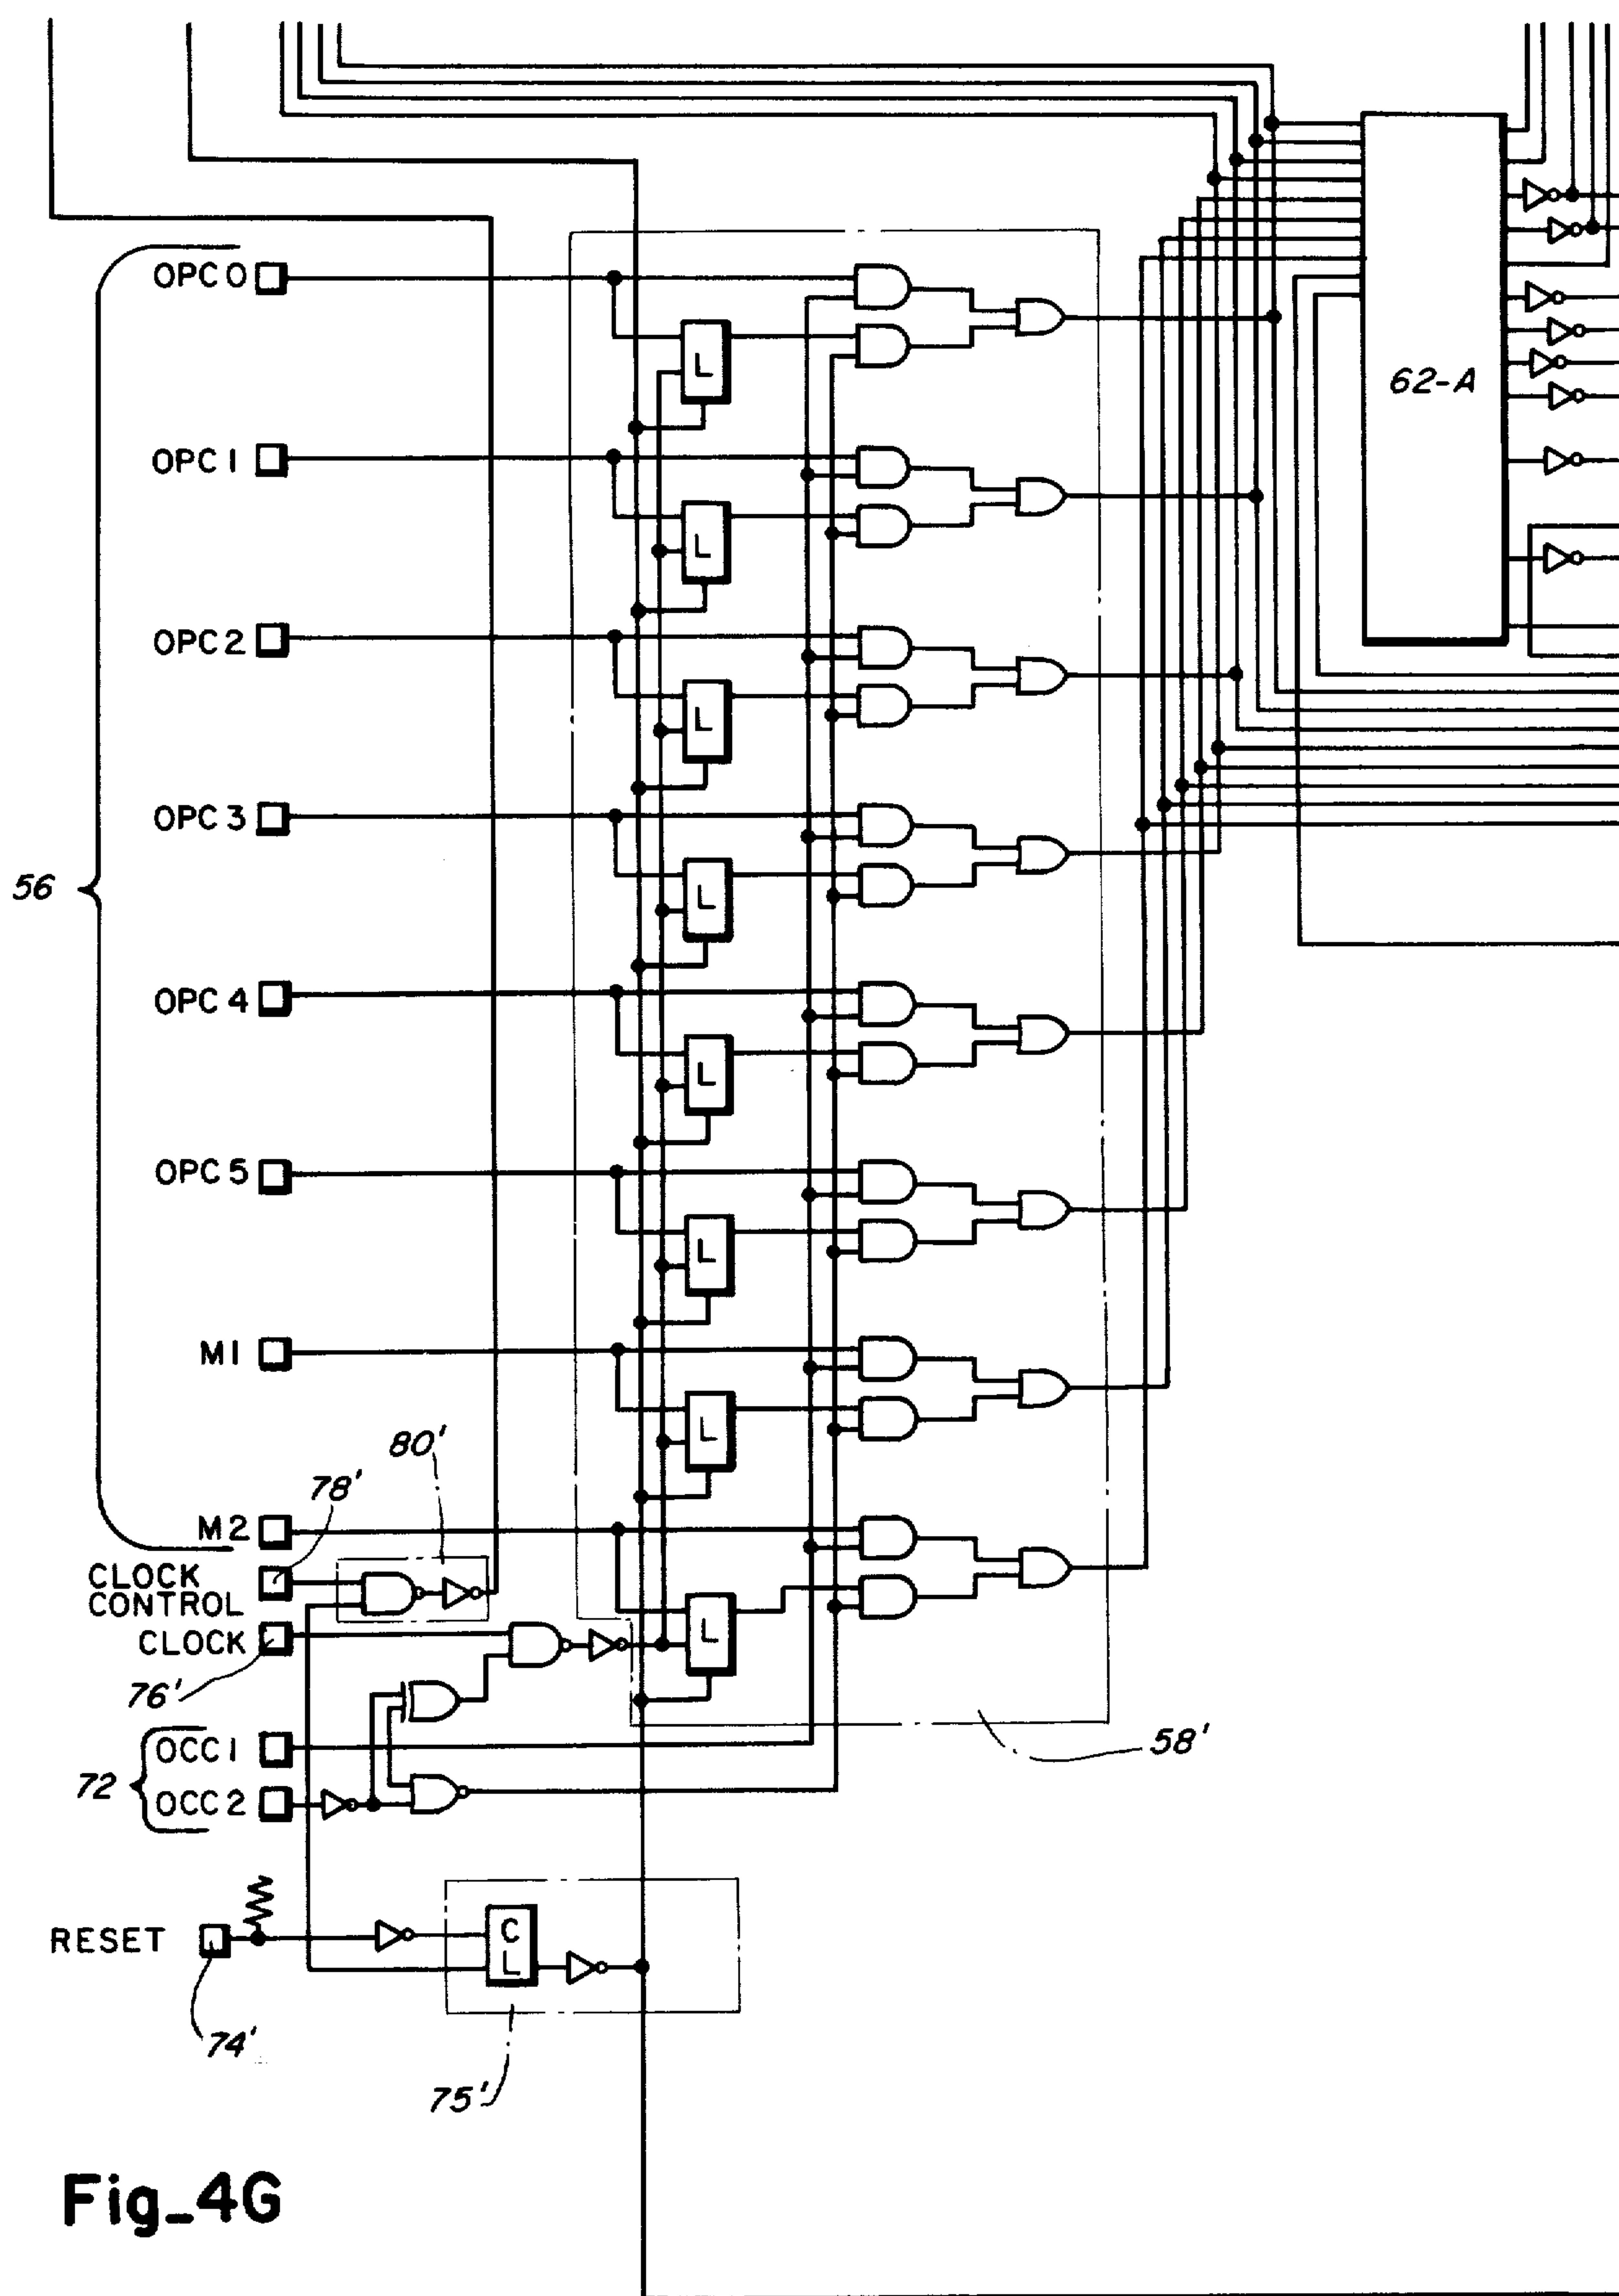 OPC 0
L
62-A
OPC 1
L
OPC 2
L
OPC 3
L
56
OPC 4
L
OPC 5
L
M1
L
80'
78'
M2
CLOCK
CONTROL
L
CLOCK
76'
OCC 1
58'
72
OCC 2
RESET
C
L
74'
75'
Fig_4G